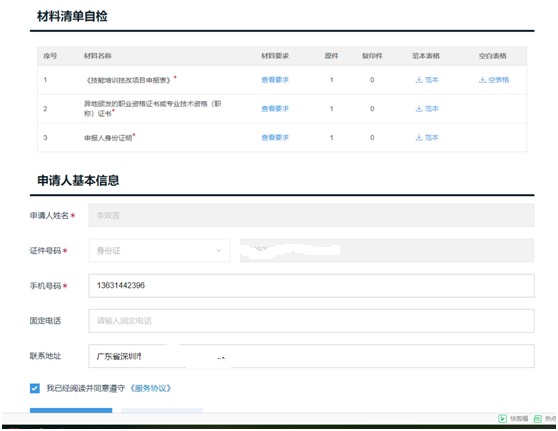 材料清单自检
序号 材料名称 材料要求 原件 复印件 范本表格 空白表格
1 《技能培训技改项目申报表》* 查看要求 1 0 范本 空表格
2 异地颁发的职业资格证书或专业技术资格（职
称）证书* 查看要求 1 0 范本
3 申报人身份证明* 查看要求 1 0 范本
申请人基本信息
申请人姓名*
证件号码* 身份证
手机号码* 13631442396
固定电话 请输入固定电话
联系地址 广东省深圳市
我已经阅读并同意遵守《服务协议》
快剪辑 热点